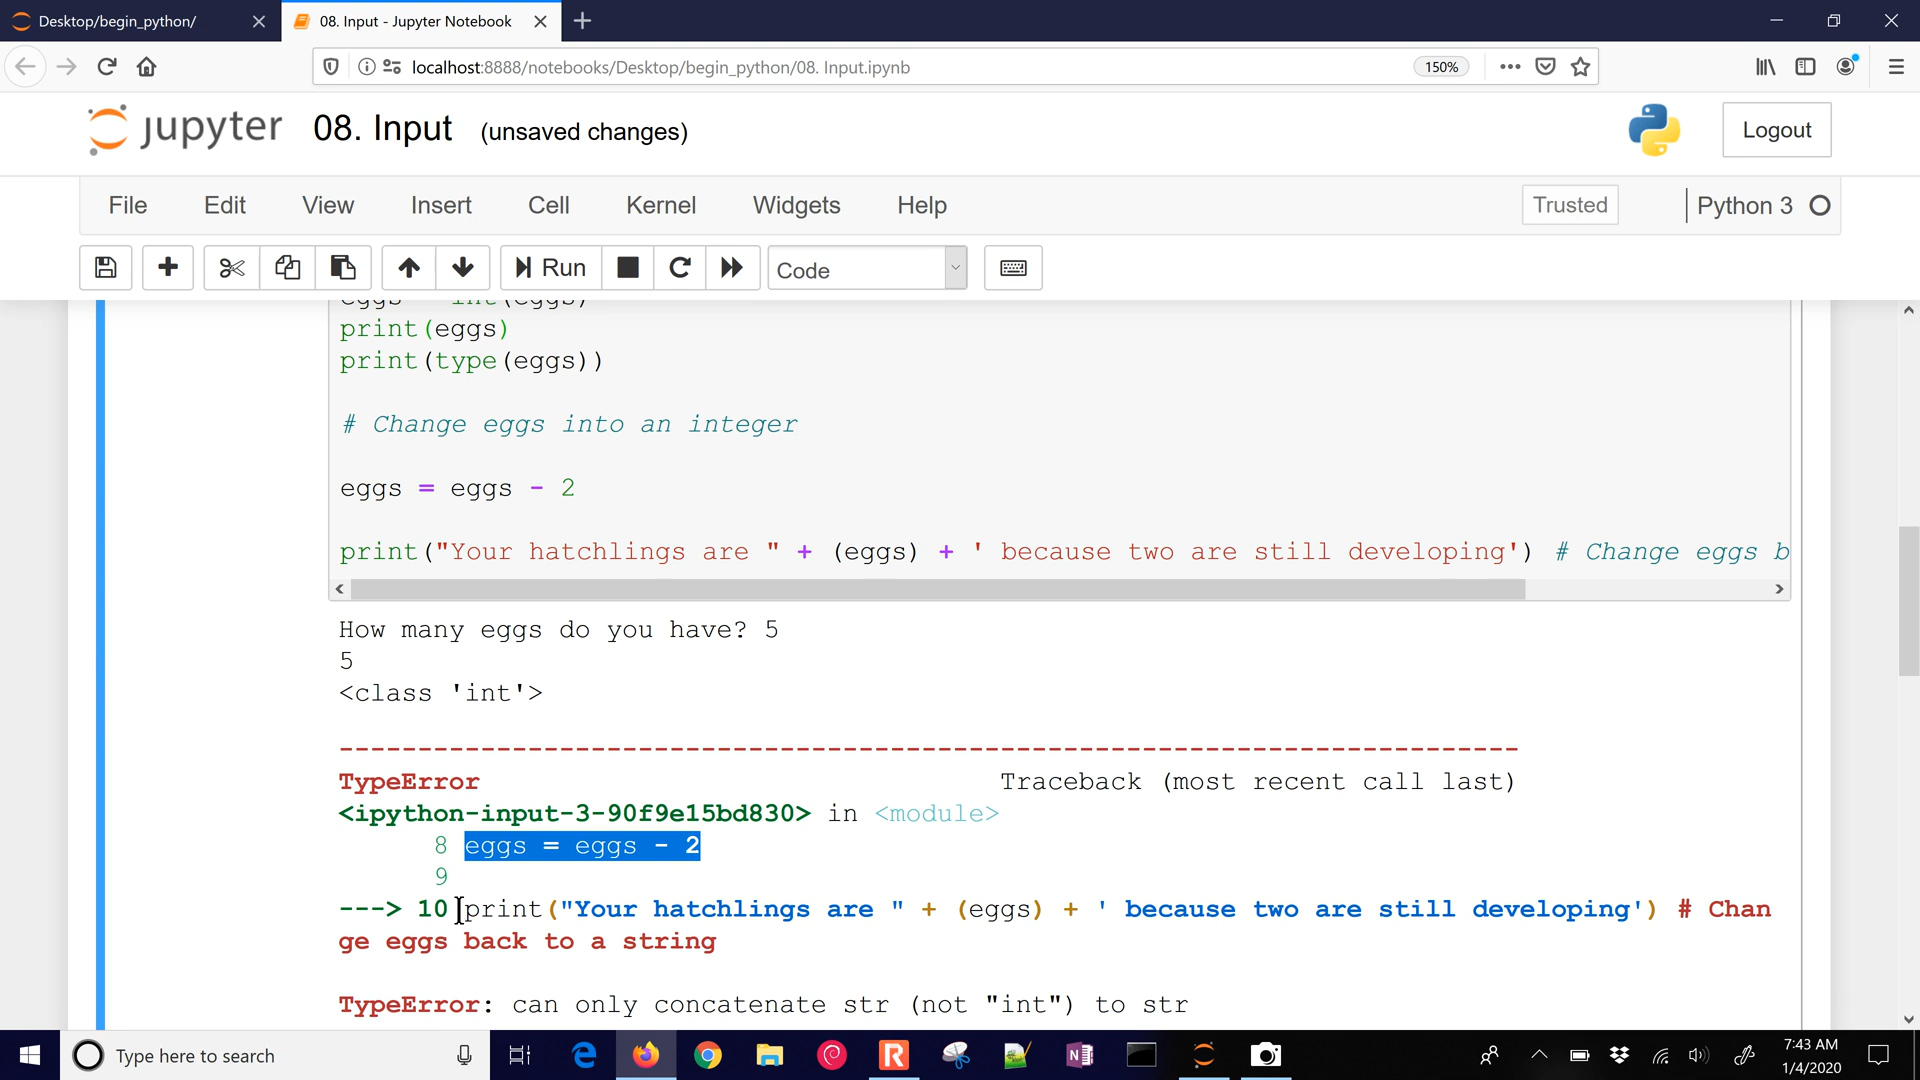 Desktop/begin_python/
08. Input - Jupyter Notebook
localhost:8888/notebooks/Desktop/begin_python/08. Input.ipynb
150%
jupyter 08. Input (unsaved changes)
Logout
File Edit View Insert Cell Kernel Widgets Help
Trusted
Python 3
Run
Code
eggs = int(eggs)
print(eggs)
print(type(eggs))
# Change eggs into an integer
eggs = eggs - 2
print("Your hatchlings are " + (eggs) + ' because two are still developing') # Change eggs b
How many eggs do you have? 5
5
<class 'int'>
---------------------------------------------------------------------------
TypeError Traceback (most recent call last)
<ipython-input-3-90f9e15bd830> in <module>
8 eggs = eggs - 2
9
---> 10 print("Your hatchlings are " + (eggs) + ' because two are still developing') # Chan
ge eggs back to a string
TypeError: can only concatenate str (not "int") to str
Type here to search
7:43 AM
1/4/2020